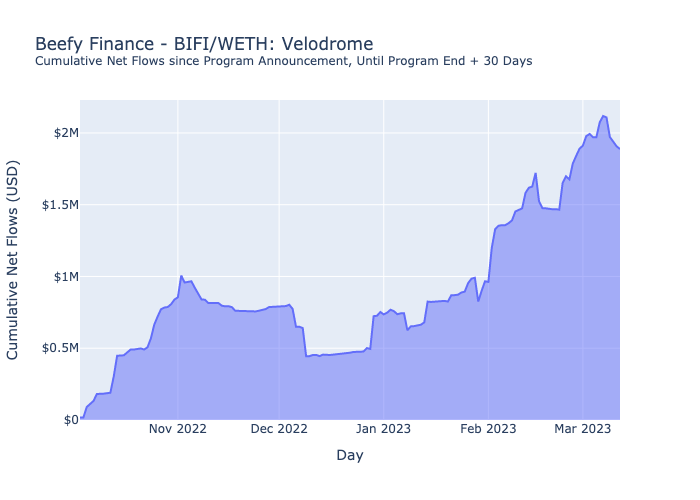 Beefy Finance - BIFI/WETH: Velodrome
Cumulative Net Flows since Program Announcement, Until Program End + 30 Days
Cumulative Net Flows (USD)
$2M
$1.5M
$1M
$0.5M
$0
Nov 2022
Dec 2022
Jan 2023
Feb 2023
Mar 2023
Day